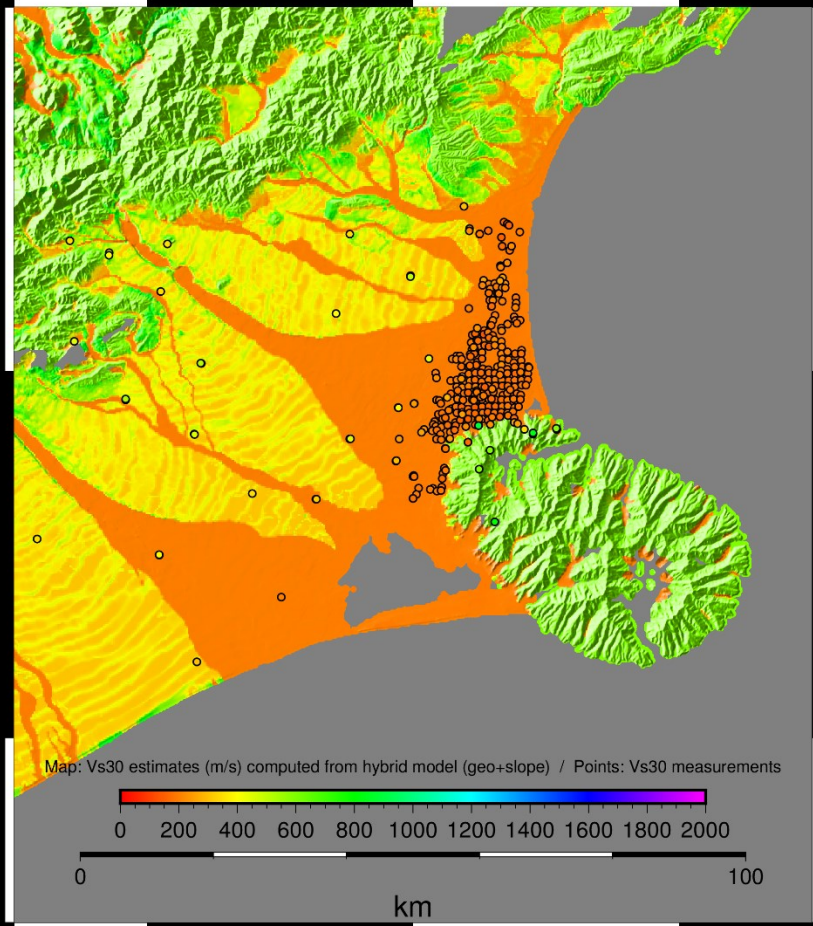 Map: Vs30 estimates (m/s) computed from hybrid model (geo+slope) / Points: Vs30 measurements
0 200 400 600 800 1000 1200 1400 1600 1800 2000
0 100
km